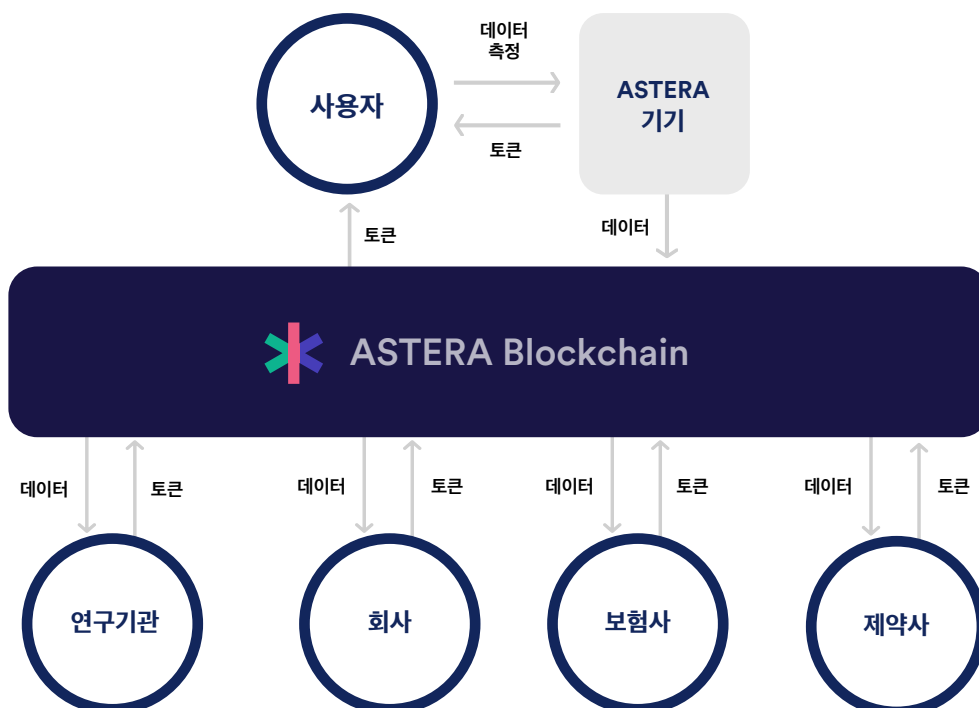 데이터
측정
사용자
ASTERA
기기
토큰
토큰
데이터
ASTERA Blockchain
데이터
토큰
데이터
토큰
데이터
토큰
데이터
토큰
연구기관
회사
보험사
제약사